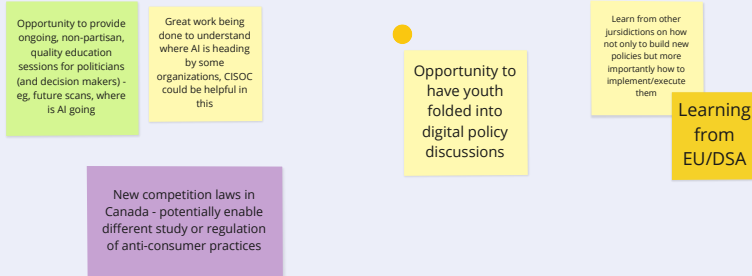 Opportunity to provide
ongoing, non-partisan,
quality education
sessions for politicians
(and decision makers) -
eg, future scans, where
is AI going
Great work being
done to understand
where AI is heading
by some
organizations, CISOC
could be helpful in
this
Opportunity to
have youth
folded into
digital policy
discussions
Learn from other
jursidictions on how
not only to build new
policies but more
importantly how to
implement/execute
them
Learning
from
EU/DSA
New competition laws in
Canada - potentially enable
different study or regulation
of anti-consumer practices